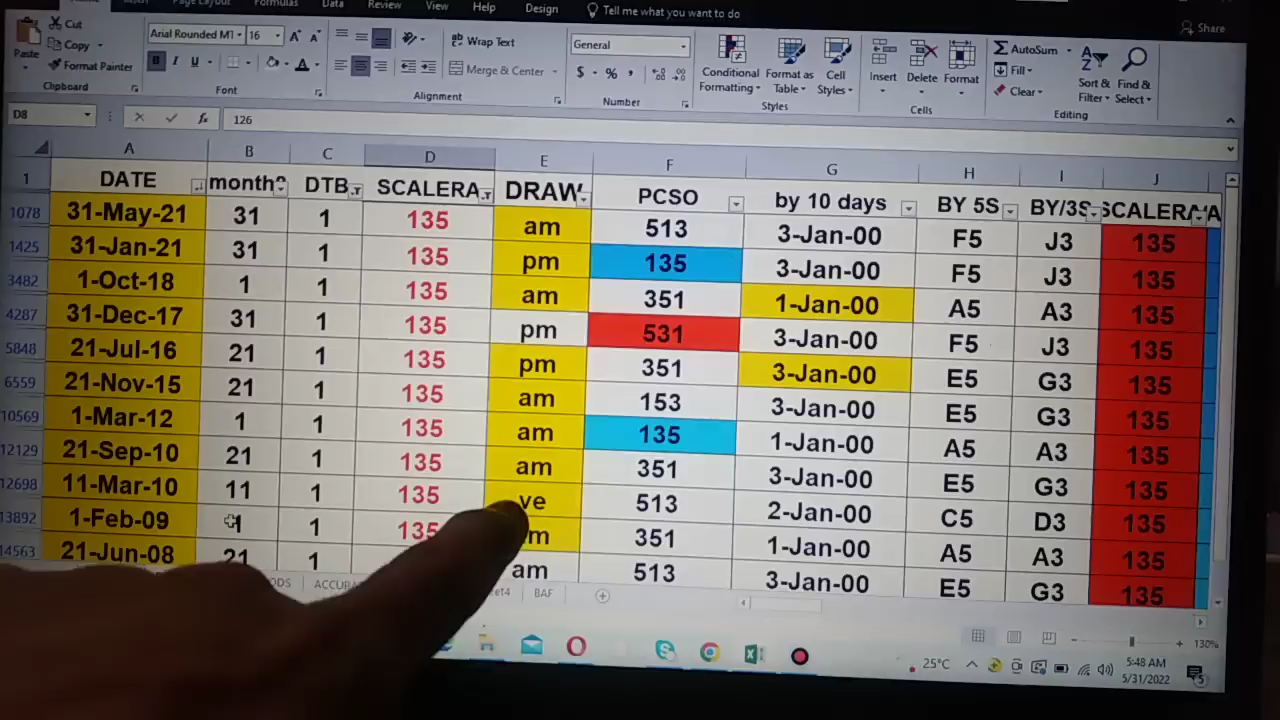 Page Layout Formulas Data Review View Help Design Tell me what you want to do
Share
Paste Cut Copy Format Painter
Clipboard
Arial Rounded MT 16 A A
B I U A
Font
Wrap Text
Merge & Center
Alignment
General
$ % ,
Number
Conditional Formatting Format as Table Cell Styles
Styles
Insert Delete Format
Cells
AutoSum
Fill
Clear
Sort & Filter Find & Select
Editing
D8 fx 126
A B C D E F G H I J
1 DATE DTB SCALERA DRAW PCSO by 10 days BY 5S BY/3S SCALERA
1078 31-May-21 31 1 135 am 513 3-Jan-00 F5 J3 135
1425 31-Jan-21 31 1 135 pm 135 3-Jan-00 F5 J3 135
3482 1-Oct-18 1 1 135 am 351 1-Jan-00 A5 A3 135
4287 31-Dec-17 31 1 135 pm 531 3-Jan-00 F5 J3 135
5848 21-Jul-16 21 1 135 pm 351 3-Jan-00 E5 G3 135
6559 21-Nov-15 21 1 135 am 153 3-Jan-00 E5 G3 135
10569 1-Mar-12 1 1 135 am 135 1-Jan-00 A5 A3 135
12129 21-Sep-10 21 1 135 am 351 3-Jan-00 E5 G3 135
12698 11-Mar-10 11 1 135 ve 513 2-Jan-00 C5 D3 135
13892 1-Feb-09 1 1 135 351 1-Jan-00 A5 A3 135
14563 21-Jun-08 21 1 am 513 3-Jan-00 E5 G3 135
BAF
130%
25°C 5:48 AM
5/31/2022
5